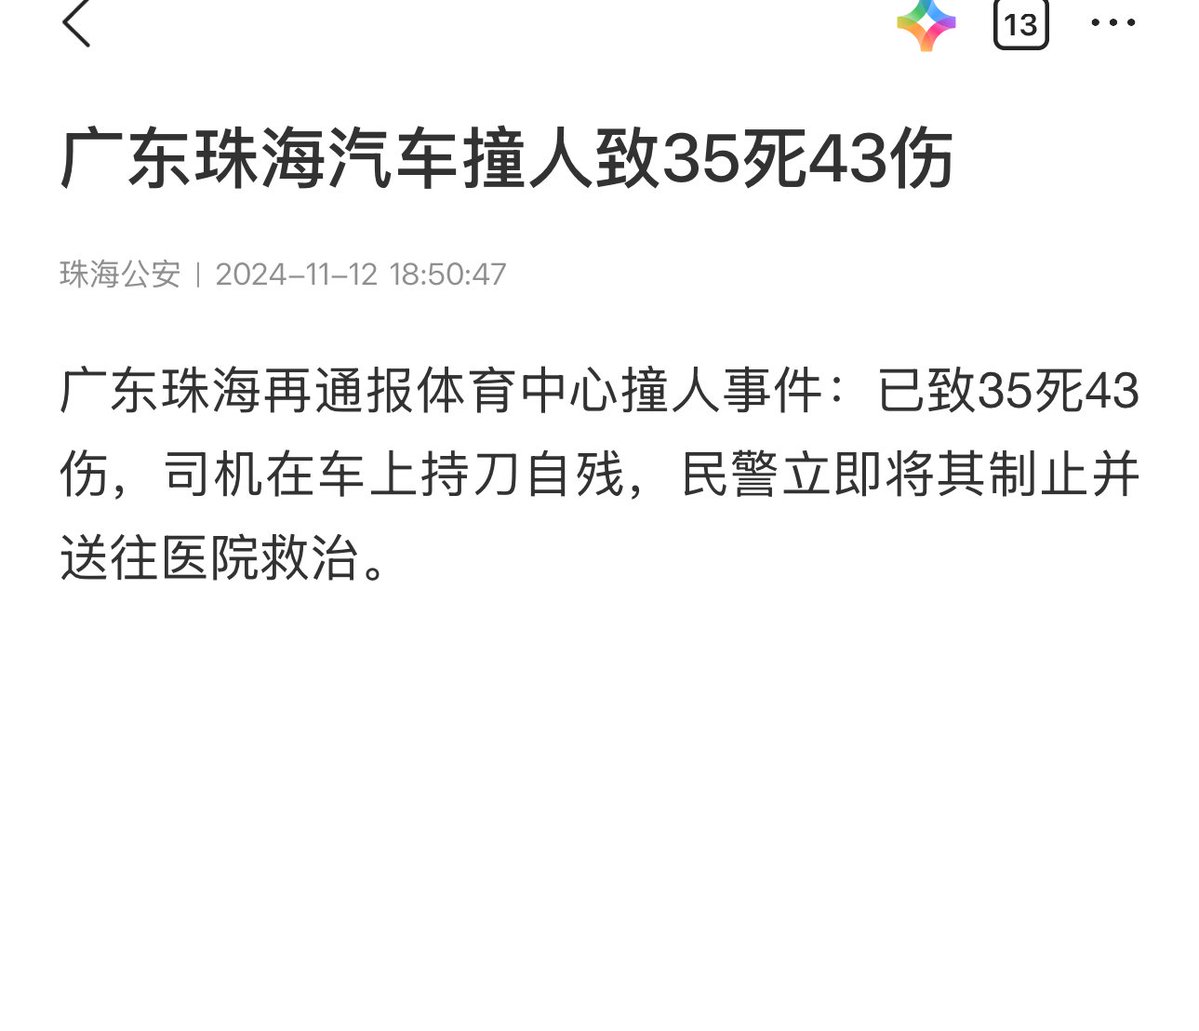 13
广东珠海汽车撞人致35死43伤
珠海公安 | 2024-11-12 18:50:47
广东珠海再通报体育中心撞人事件：已致35死43
伤，司机在车上持刀自残，民警立即将其制止并
送往医院救治。